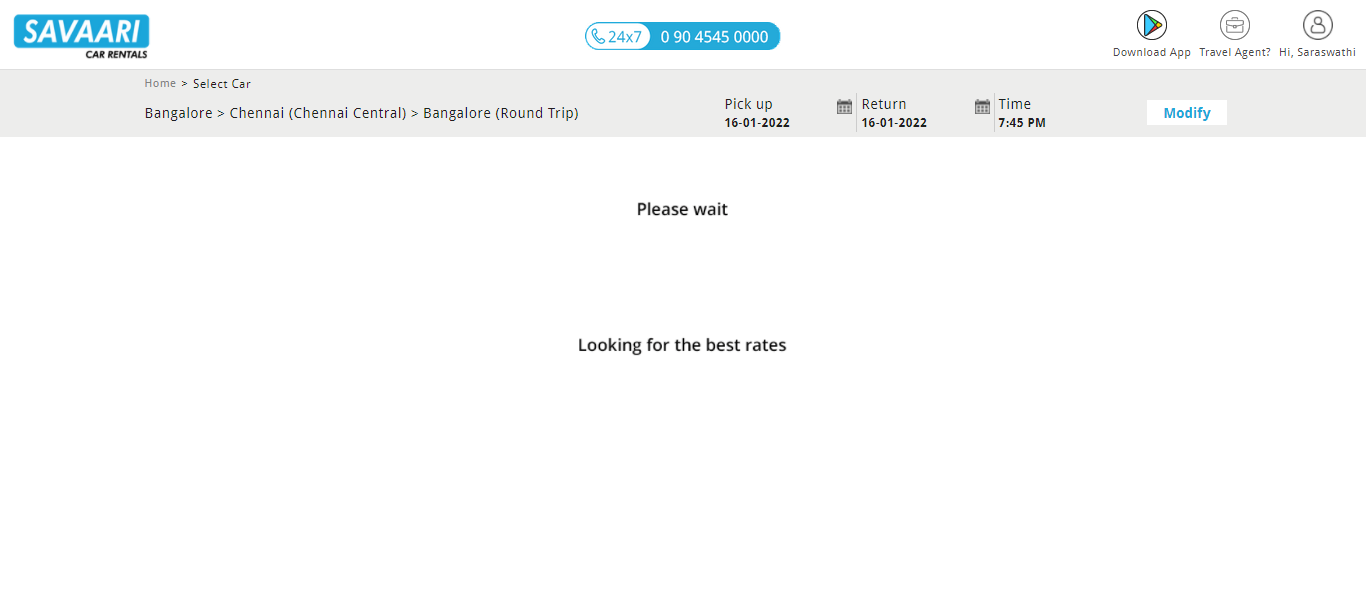 SAVAARI
CAR RENTALS
24x7 0 90 4545 0000
Download App Travel Agent? Hi, Saraswathi
Home > Select Car
Bangalore > Chennai (Chennai Central) > Bangalore (Round Trip)
Pick up Return Time
16-01-2022 16-01-2022 7:45 PM
Modify
Please wait
Looking for the best rates